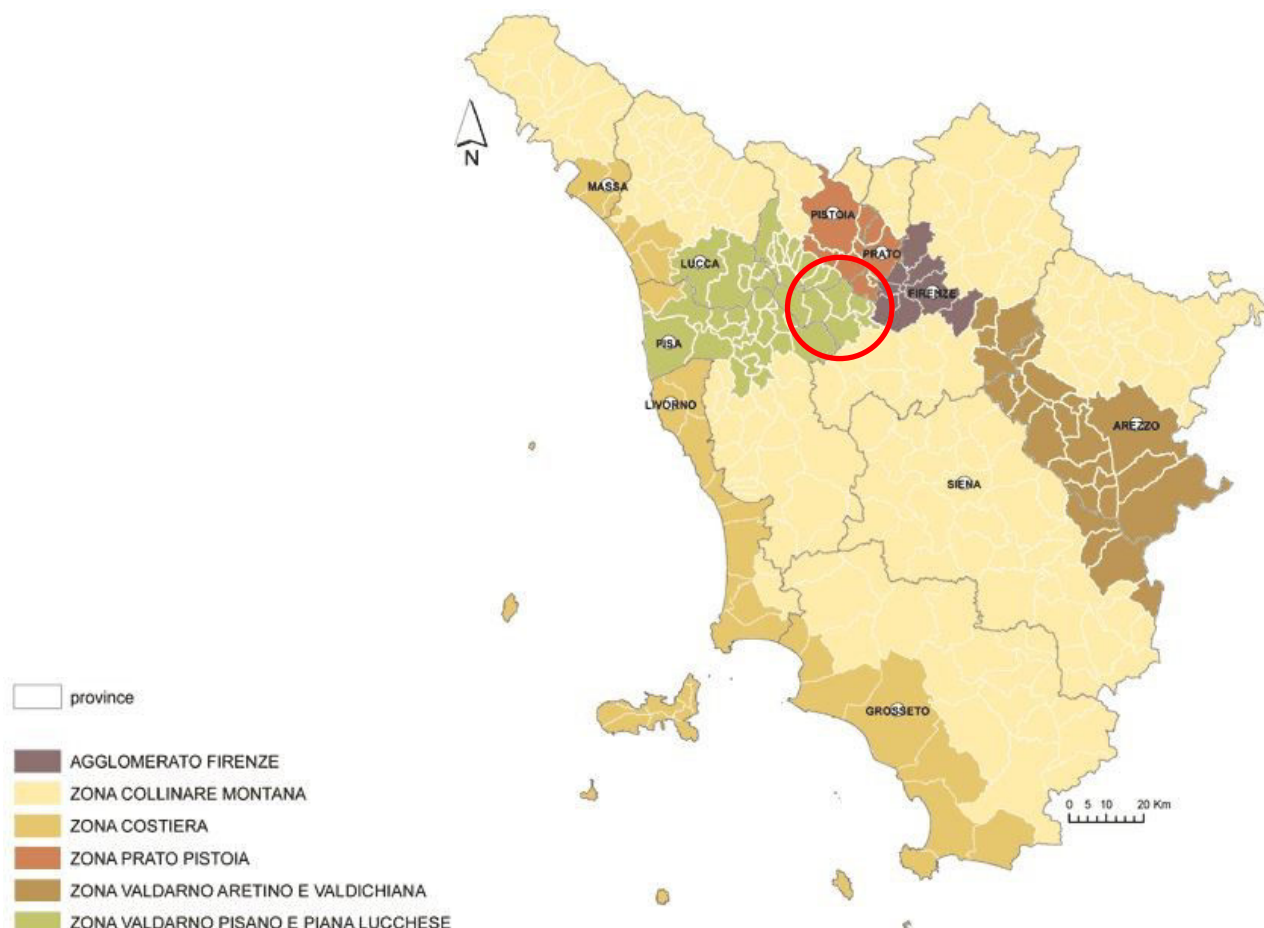 N
MASSA
PISTOIA
PRATO
LUCCA
FIRENZE
PISA
LIVORNO
AREZZO
SIENA
GROSSETO
0 5 10 20 Km
province
AGGLOMERATO FIRENZE
ZONA COLLINARE MONTANA
ZONA COSTIERA
ZONA PRATO PISTOIA
ZONA VALDARNO ARETINO E VALDICHIANA
ZONA VALDARNO PISANO E PIANA LUCCHESE